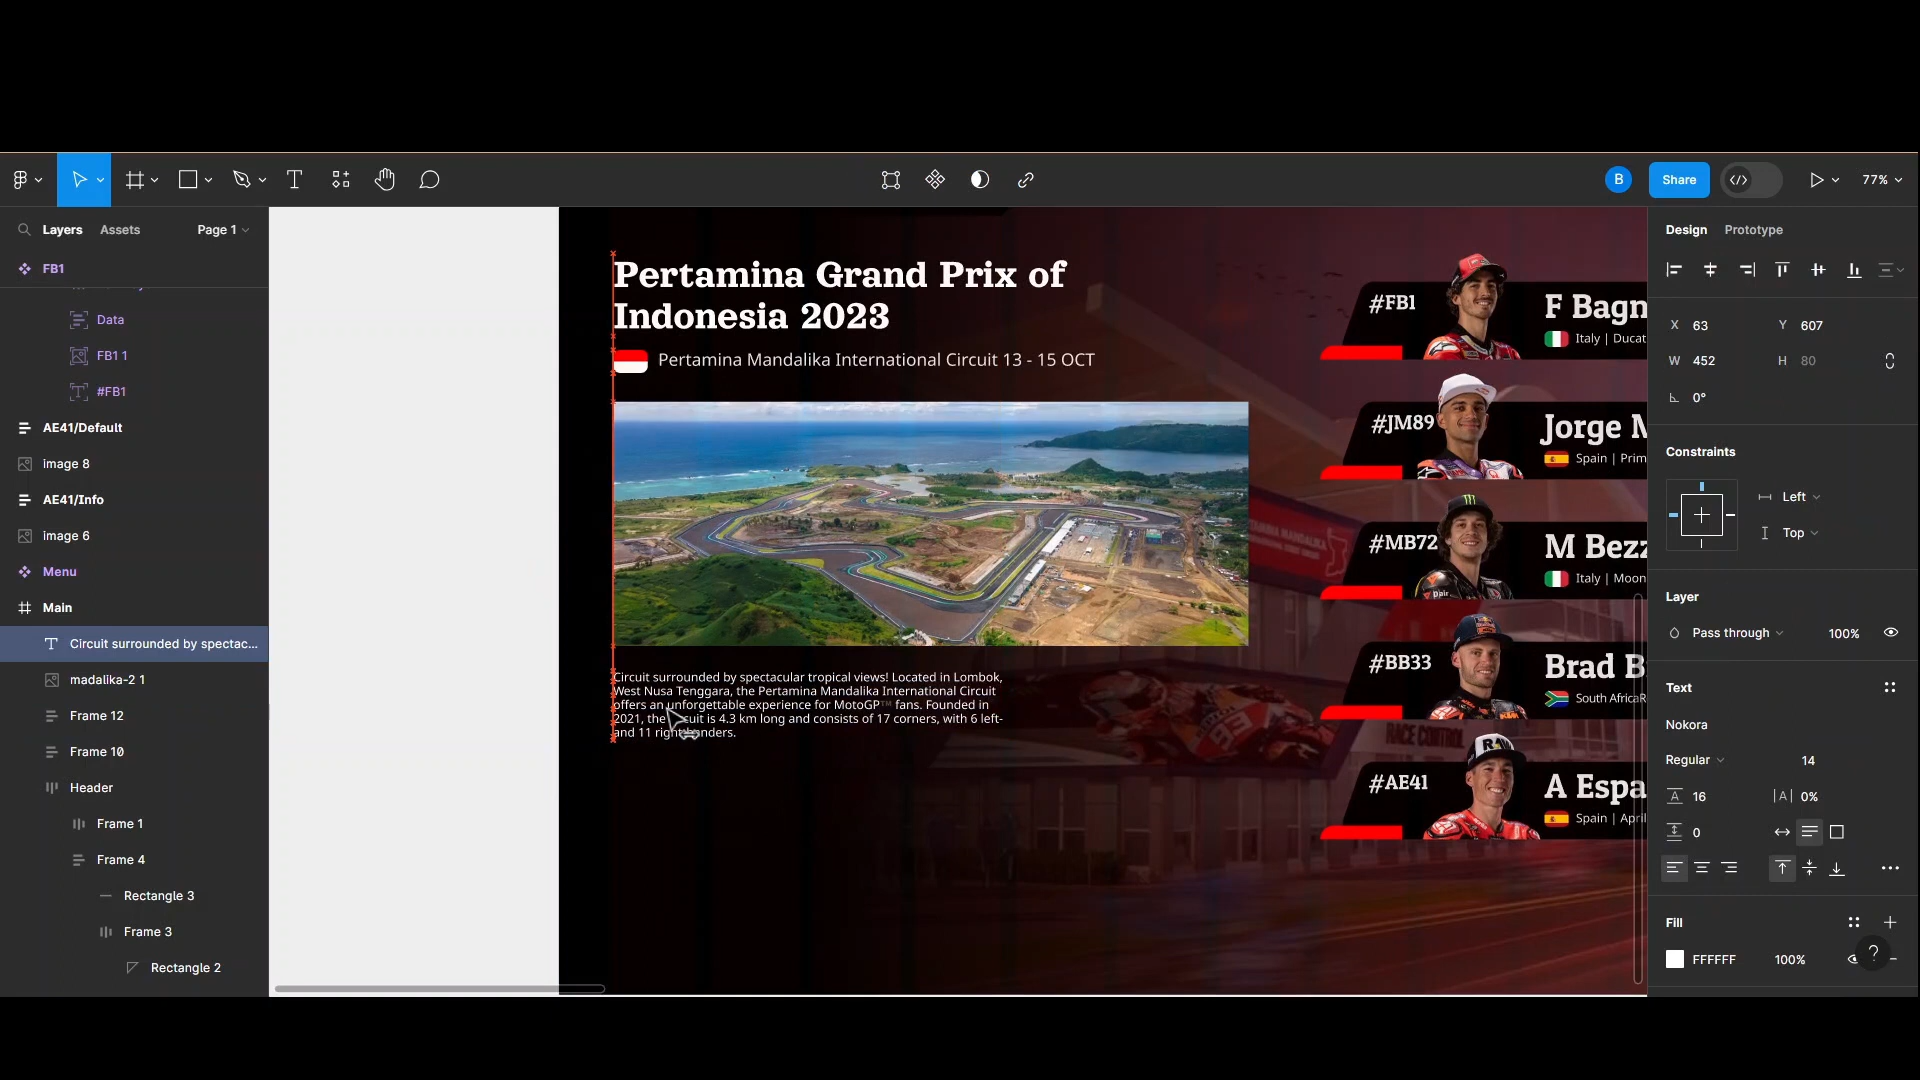 B
Share
77%
Layers
Assets
Page 1
FB1
Data
FB1 1
#FB1
AE41/Default
image 8
AE41/Info
image 6
Menu
Main
Circuit surrounded by spectac...
madalika-2 1
Frame 12
Frame 10
Header
Frame 1
Frame 4
Rectangle 3
Frame 3
Rectangle 2
Pertamina Grand Prix of
Indonesia 2023
Pertamina Mandalika International Circuit 13 - 15 OCT
Circuit surrounded by spectacular tropical views! Located in Lombok,
West Nusa Tenggara, the Pertamina Mandalika International Circuit
offers an unforgettable experience for MotoGP™ fans. Founded in
2021, the circuit is 4.3 km long and consists of 17 corners, with 6 left-
and 11 right-handers.
#FB1
F Bagn
Italy | Ducat
#JM89
Jorge M
Spain | Prim
#MB72
M Bezz
Italy | Moon
#BB33
Brad B
South AfricaR
#AE41
A Espa
Spain | April
RACE CONTROL
Design
Prototype
X 63
Y 607
W 452
H 80
0°
Constraints
Left
Top
Layer
Pass through
100%
Text
Nokora
Regular
14
16
0%
0
Fill
FFFFFF
100%
?